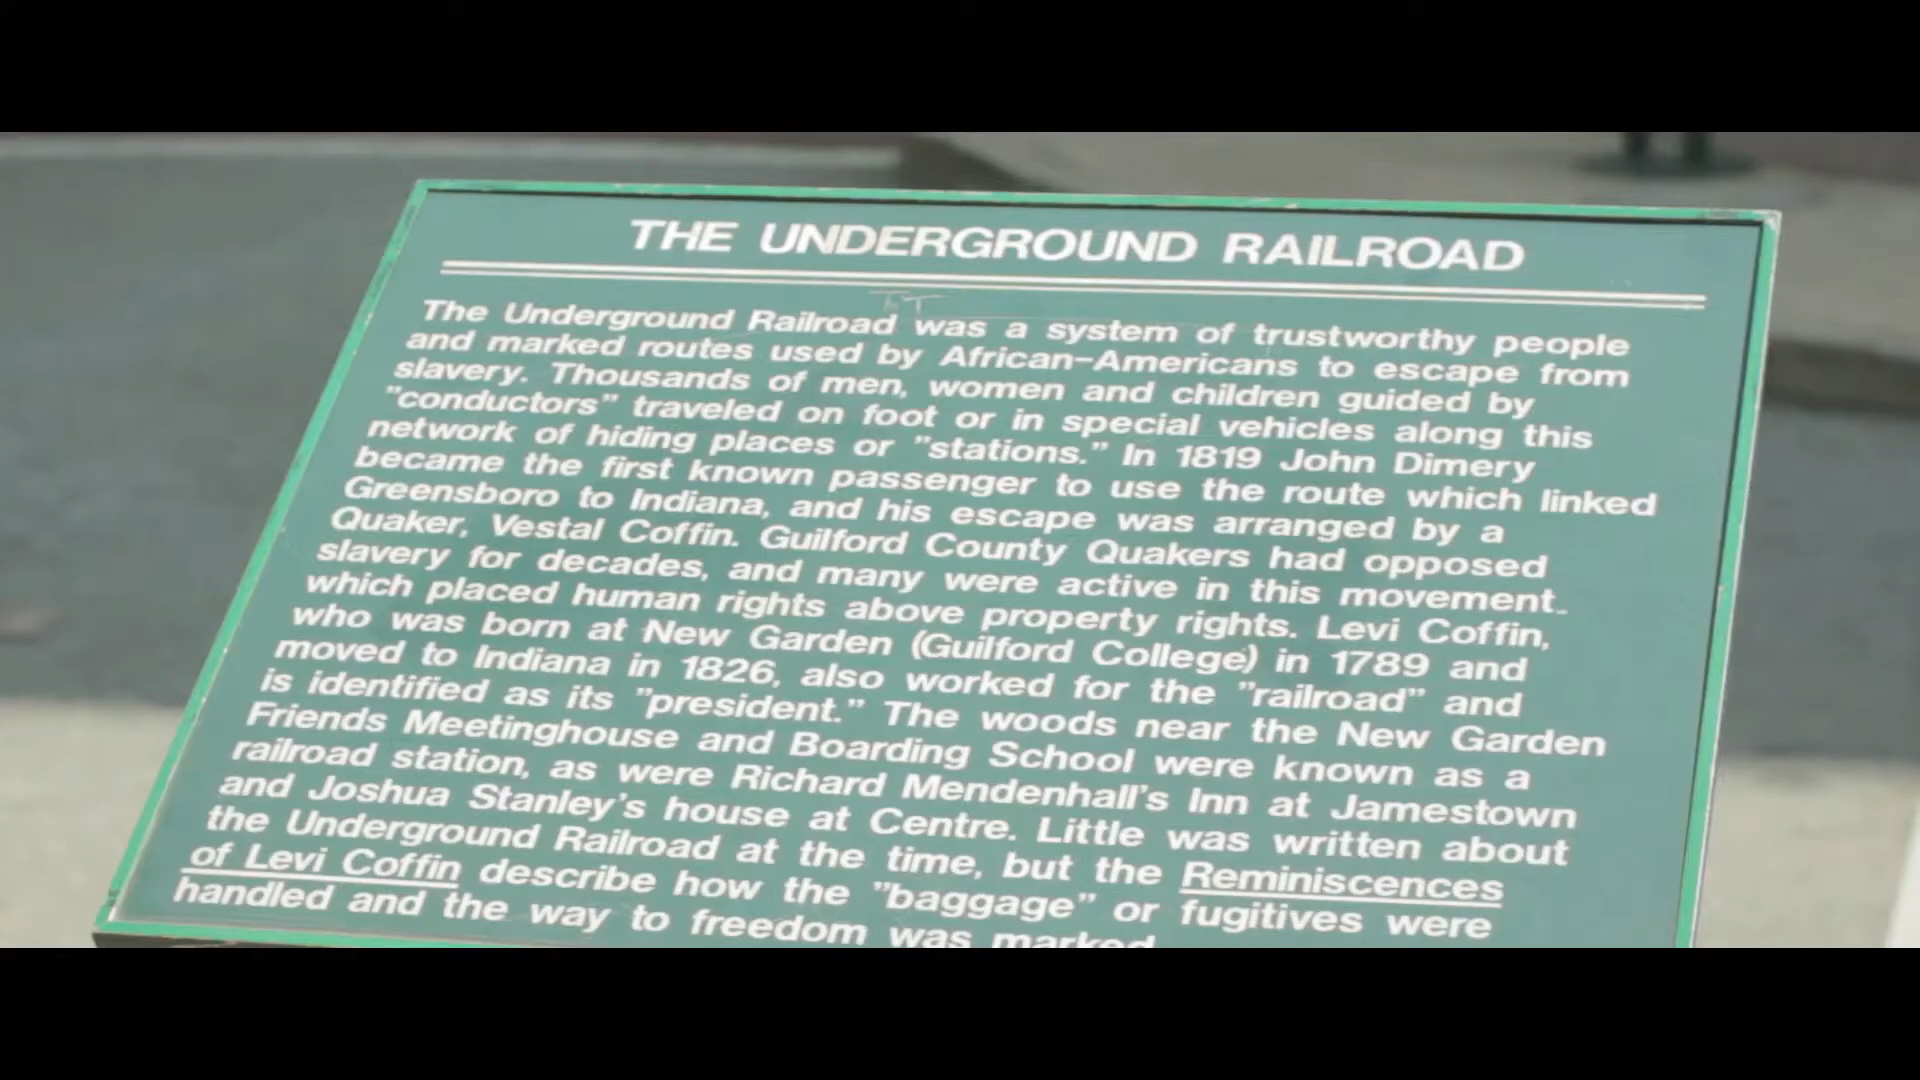 THE UNDERGROUND RAILROAD
The Underground Railroad was a system of trustworthy people
and marked routes used by African-Americans to escape from
slavery. Thousands of men, women and children guided by
"conductors" traveled on foot or in special vehicles along this
network of hiding places or "stations." In 1819 John Dimery
became the first known passenger to use the route which linked
Greensboro to Indiana, and his escape was arranged by a
Quaker, Vestal Coffin. Guilford County Quakers had opposed
slavery for decades, and many were active in this movement
which placed human rights above property rights. Levi Coffin,
who was born at New Garden (Guilford College) in 1789 and
moved to Indiana in 1826, also worked for the "railroad" and
is identified as its "president." The woods near the New Garden
Friends Meetinghouse and Boarding School were known as a
railroad station, as were Richard Mendenhall's Inn at Jamestown
and Joshua Stanley's house at Centre. Little was written about
the Underground Railroad at the time, but the Reminiscences
of Levi Coffin describe how the "baggage" or fugitives were
handled and the way to freedom was marked